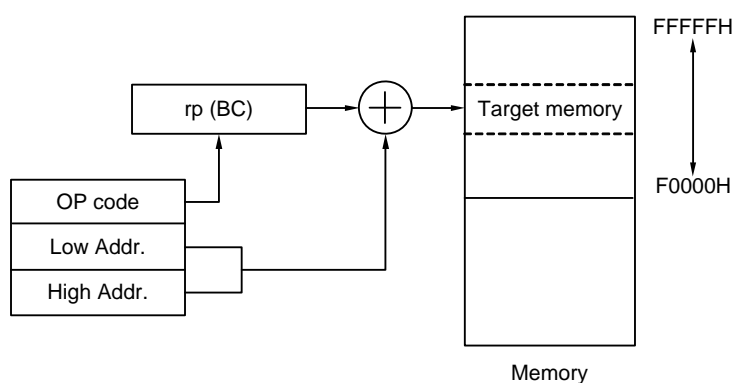 FFFFFH
rp (BC)
Target memory
OP code
F0000H
Low Addr.
High Addr.
Memory